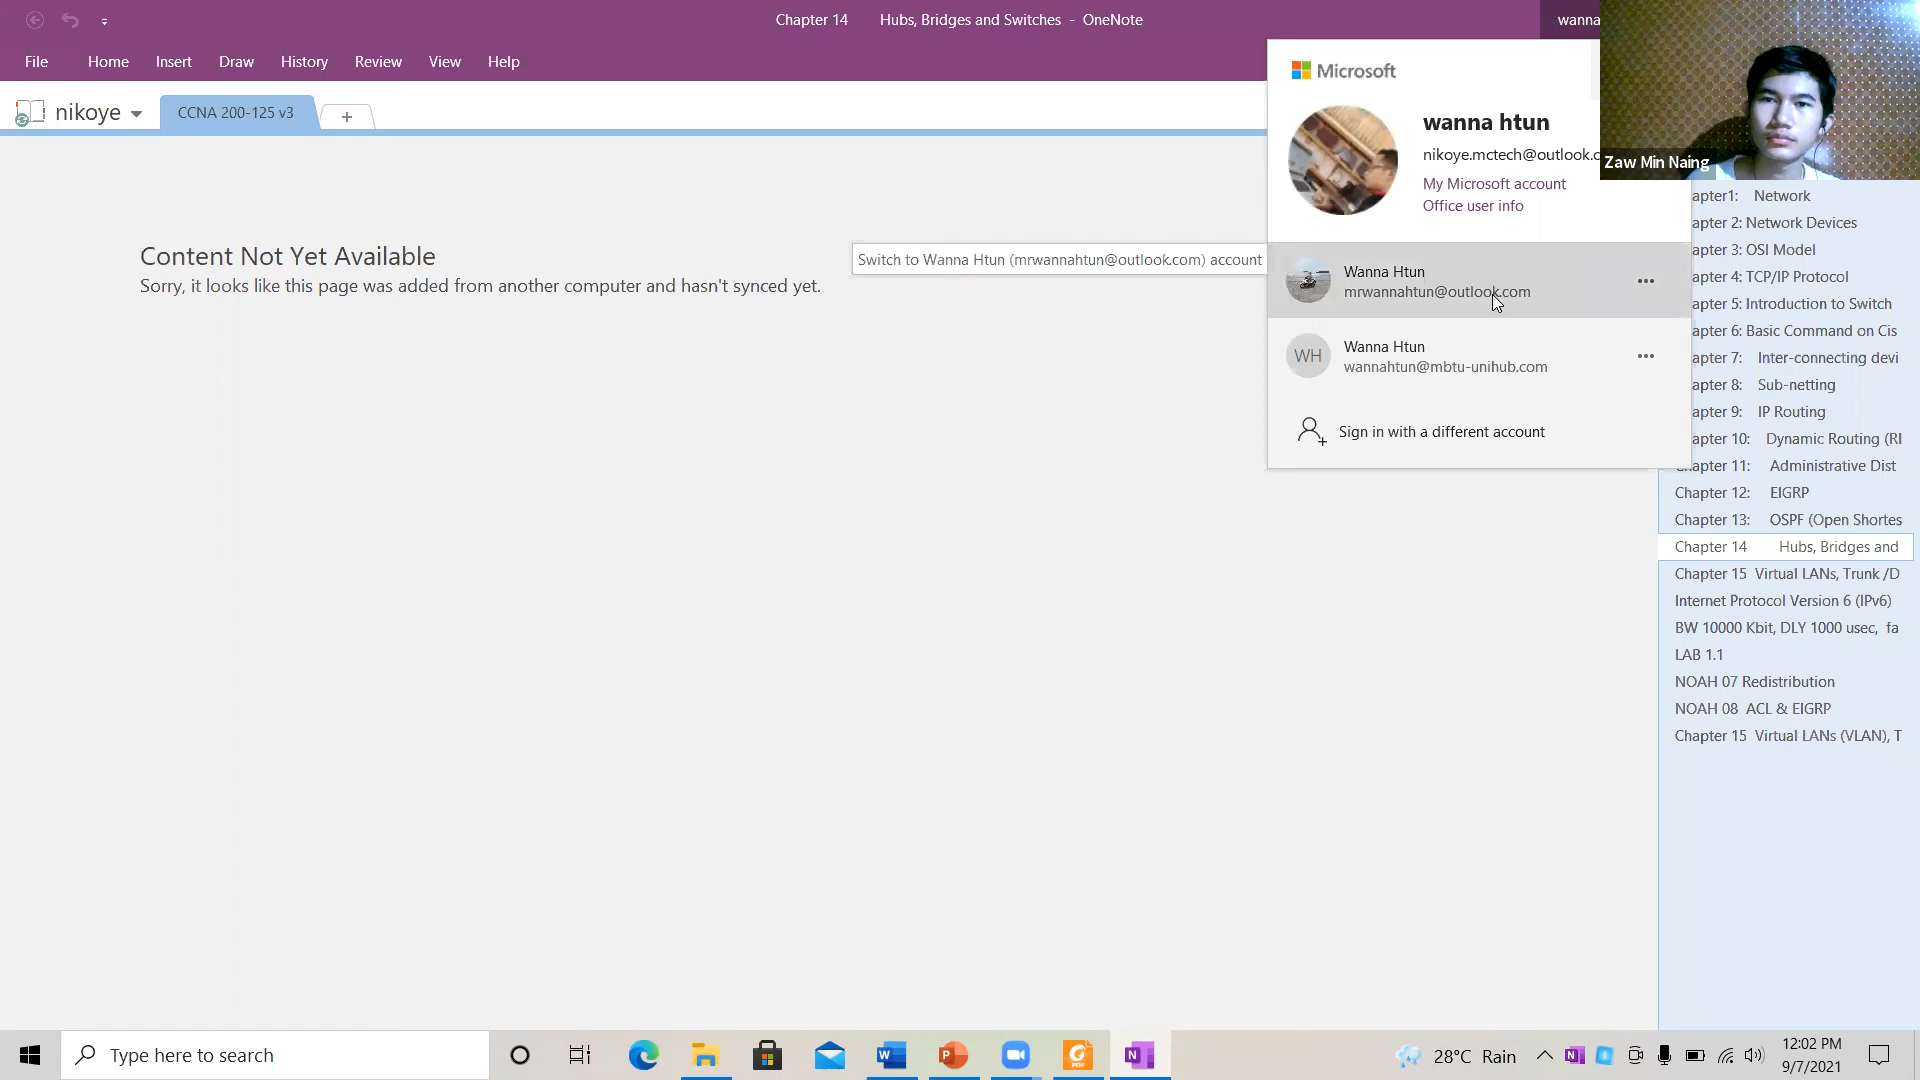 Chapter 14 Hubs, Bridges and Switches - OneNote
wanna
File Home Insert Draw History Review View Help
nikoye
CCNA 200-125 v3
Microsoft
wanna htun
nikoye.mctech@outlook.c
My Microsoft account
Office user info
Zaw Min Naing
Content Not Yet Available
Sorry, it looks like this page was added from another computer and hasn't synced yet.
Switch to Wanna Htun (mrwannahtun@outlook.com) account
Wanna Htun
mrwannahtun@outlook.com
WH
Wanna Htun
wannahtun@mbtu-unihub.com
Sign in with a different account
apter1: Network
apter 2: Network Devices
apter 3: OSI Model
apter 4: TCP/IP Protocol
apter 5: Introduction to Switch
apter 6: Basic Command on Cis
apter 7: Inter-connecting devi
apter 8: Sub-netting
apter 9: IP Routing
apter 10: Dynamic Routing (RI
apter 11: Administrative Dist
Chapter 12: EIGRP
Chapter 13: OSPF (Open Shortes
Chapter 14 Hubs, Bridges and
Chapter 15 Virtual LANs, Trunk /D
Internet Protocol Version 6 (IPv6)
BW 10000 Kbit, DLY 1000 usec, fa
LAB 1.1
NOAH 07 Redistribution
NOAH 08 ACL & EIGRP
Chapter 15 Virtual LANs (VLAN), T
Type here to search
28°C Rain
12:02 PM
9/7/2021